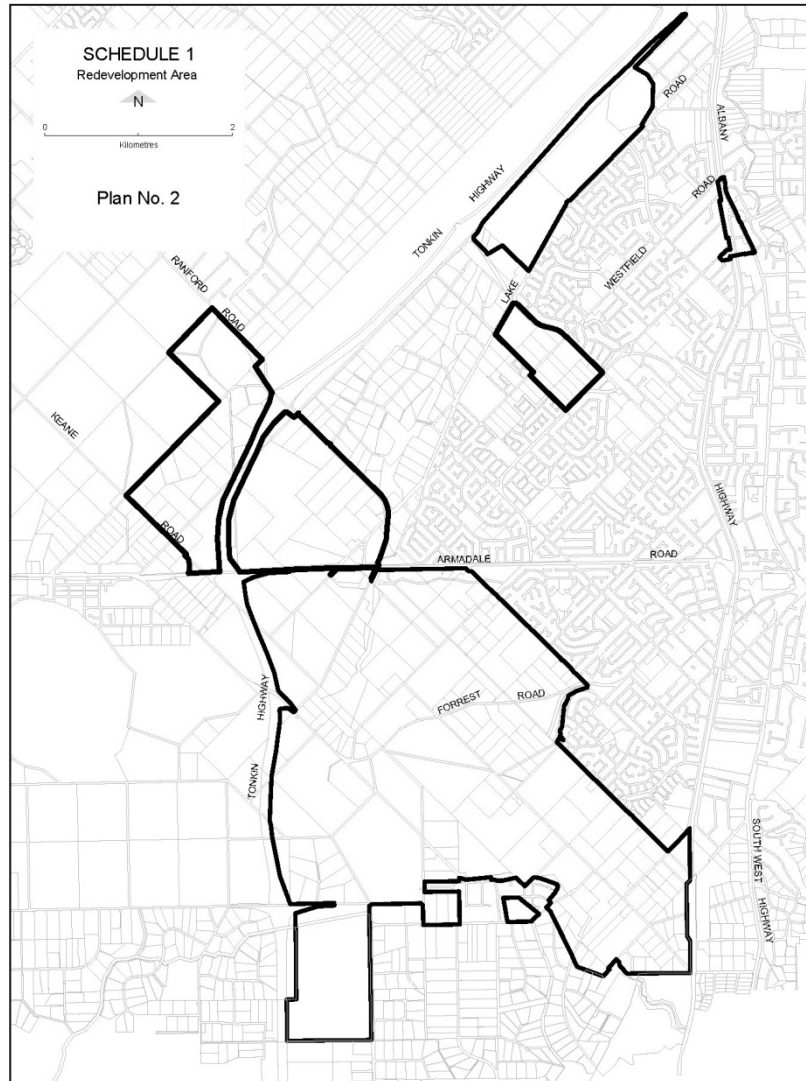 SCHEDULE 1
Redevelopment Area
N
0 2
Kilometres
Plan No. 2
ROAD
ALBANY
HIGHWAY
TONKIN
ROAD
WESTFIELD
LAKE
RANFORD
ROAD
KEANE
ROAD
HIGHWAY
ARMADALE ROAD
FORREST ROAD
HIGHWAY
TONKIN
SOUTH WEST
HIGHWAY